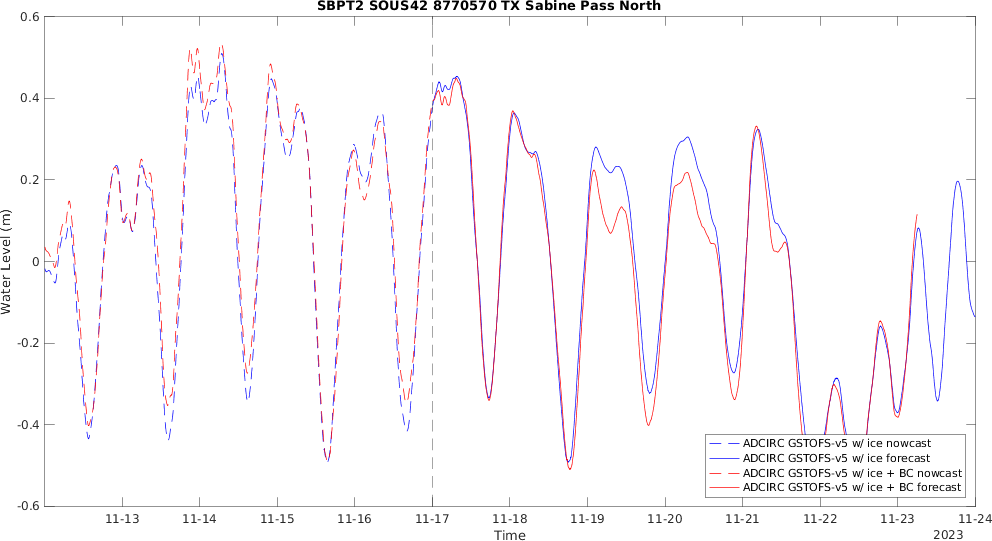 SBPT2 SOUS42 8770570 TX Sabine Pass North
0.6
0.4
0.2
0
-0.2
-0.4
-0.6
Water Level (m)
11-13 11-14 11-15 11-16 11-17 11-18 11-19 11-20 11-21 11-22 11-23 11-24
Time
2023
ADCIRC GSTOFS-v5 w/ ice nowcast
ADCIRC GSTOFS-v5 w/ ice forecast
ADCIRC GSTOFS-v5 w/ ice + BC nowcast
ADCIRC GSTOFS-v5 w/ ice + BC forecast